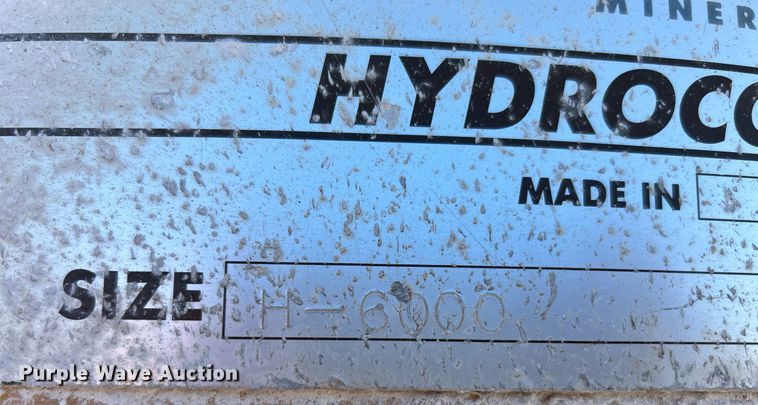 MINER
HYDROCO
MADE IN
SIZE H-6000
Purple Wave Auction